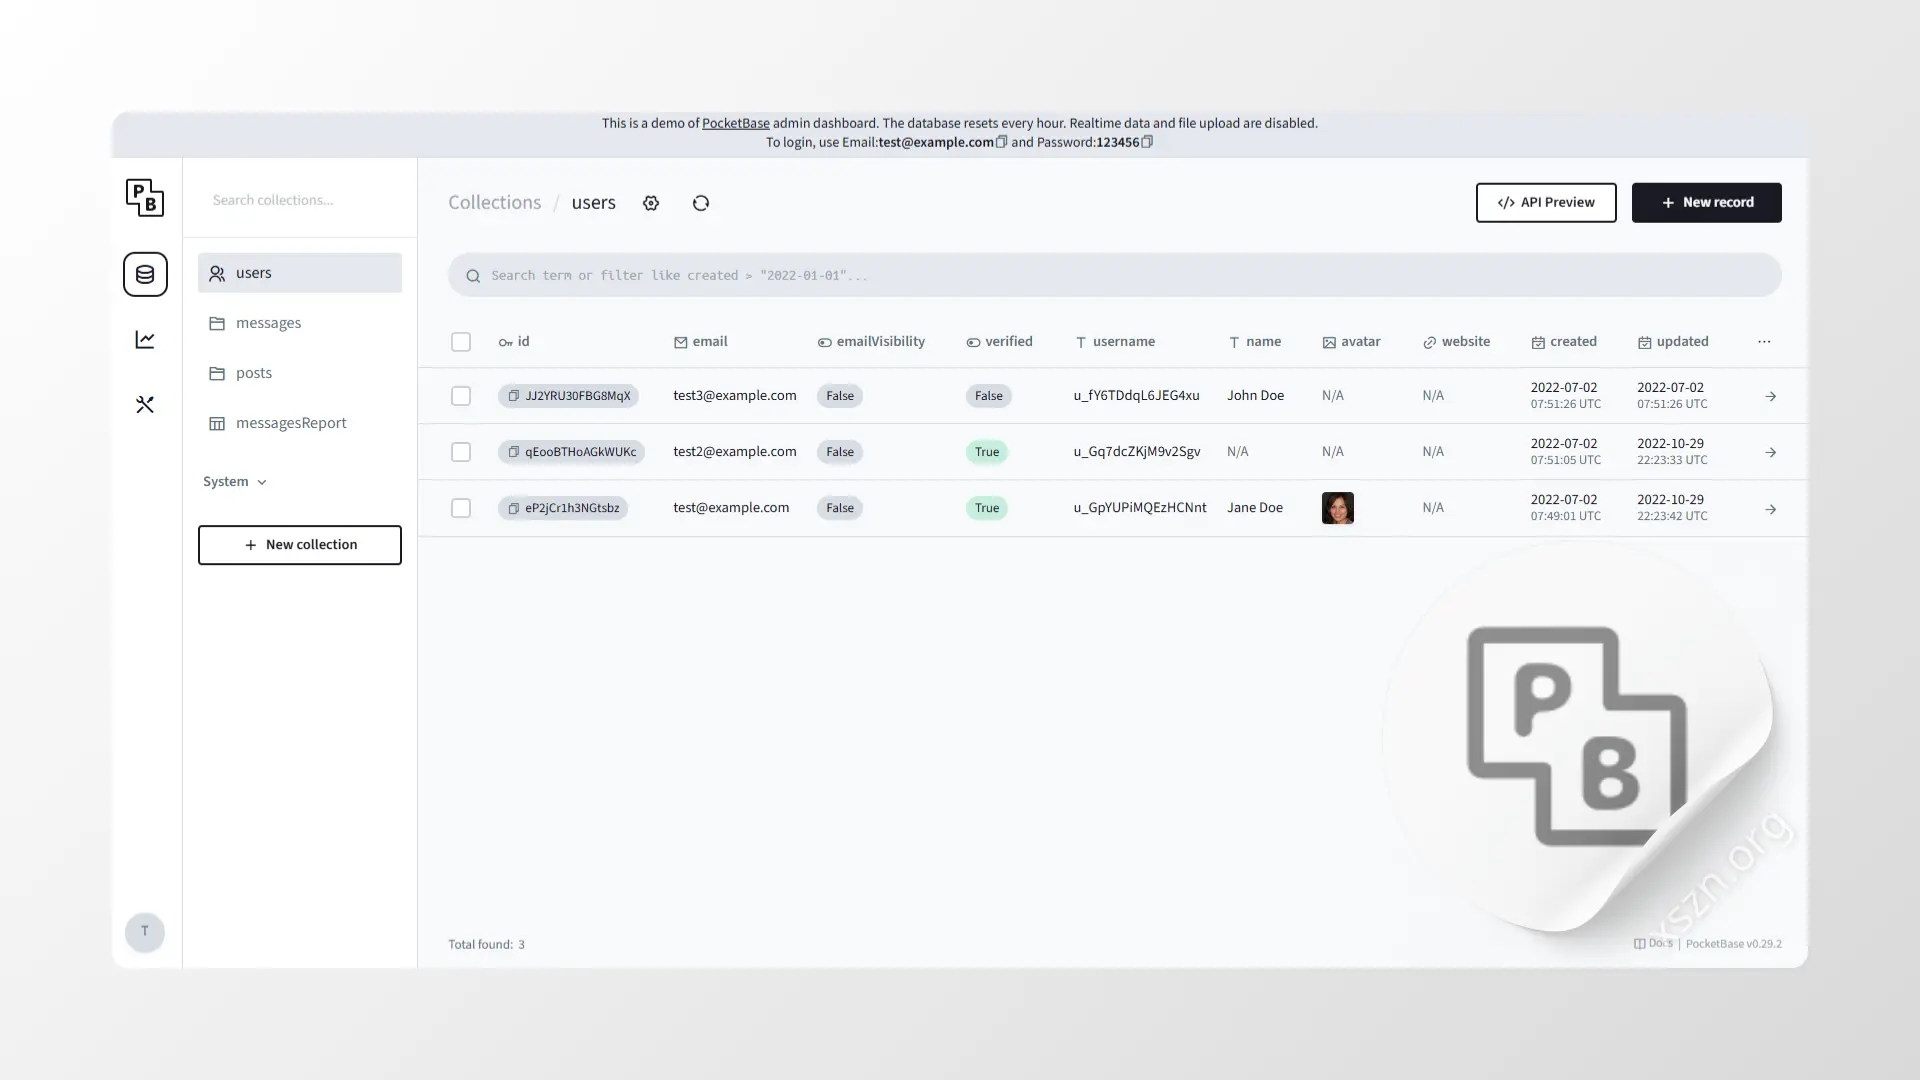 This is a demo of PocketBase admin dashboard. The database resets every hour. Realtime data and file upload are disabled.
To login, use Email:test@example.com and Password:123456
P
B
Search collections...
users
messages
posts
messagesReport
System
+ New collection
T
Collections / users
</> API Preview
+ New record
Search term or filter like created > "2022-01-01"...
id email emailVisibility verified username name avatar website created updated ...
JJ2YRU30FBG8MqX test3@example.com False False u_fY6TDdqL6JEG4xu John Doe N/A N/A 2022-07-02 07:51:26 UTC 2022-07-02 07:51:26 UTC
qEooBTHoAGkWUKc test2@example.com False True u_Gq7dcZKjM9v2Sgv N/A N/A N/A 2022-07-02 07:51:05 UTC 2022-10-29 22:23:33 UTC
eP2jCr1h3NGtsbz test@example.com False True u_GpYUPiMQEzHCNnt Jane Doe N/A 2022-07-02 07:49:01 UTC 2022-10-29 22:23:42 UTC
P
B
xszn.org
Total found: 3
Docs | PocketBase v0.29.2